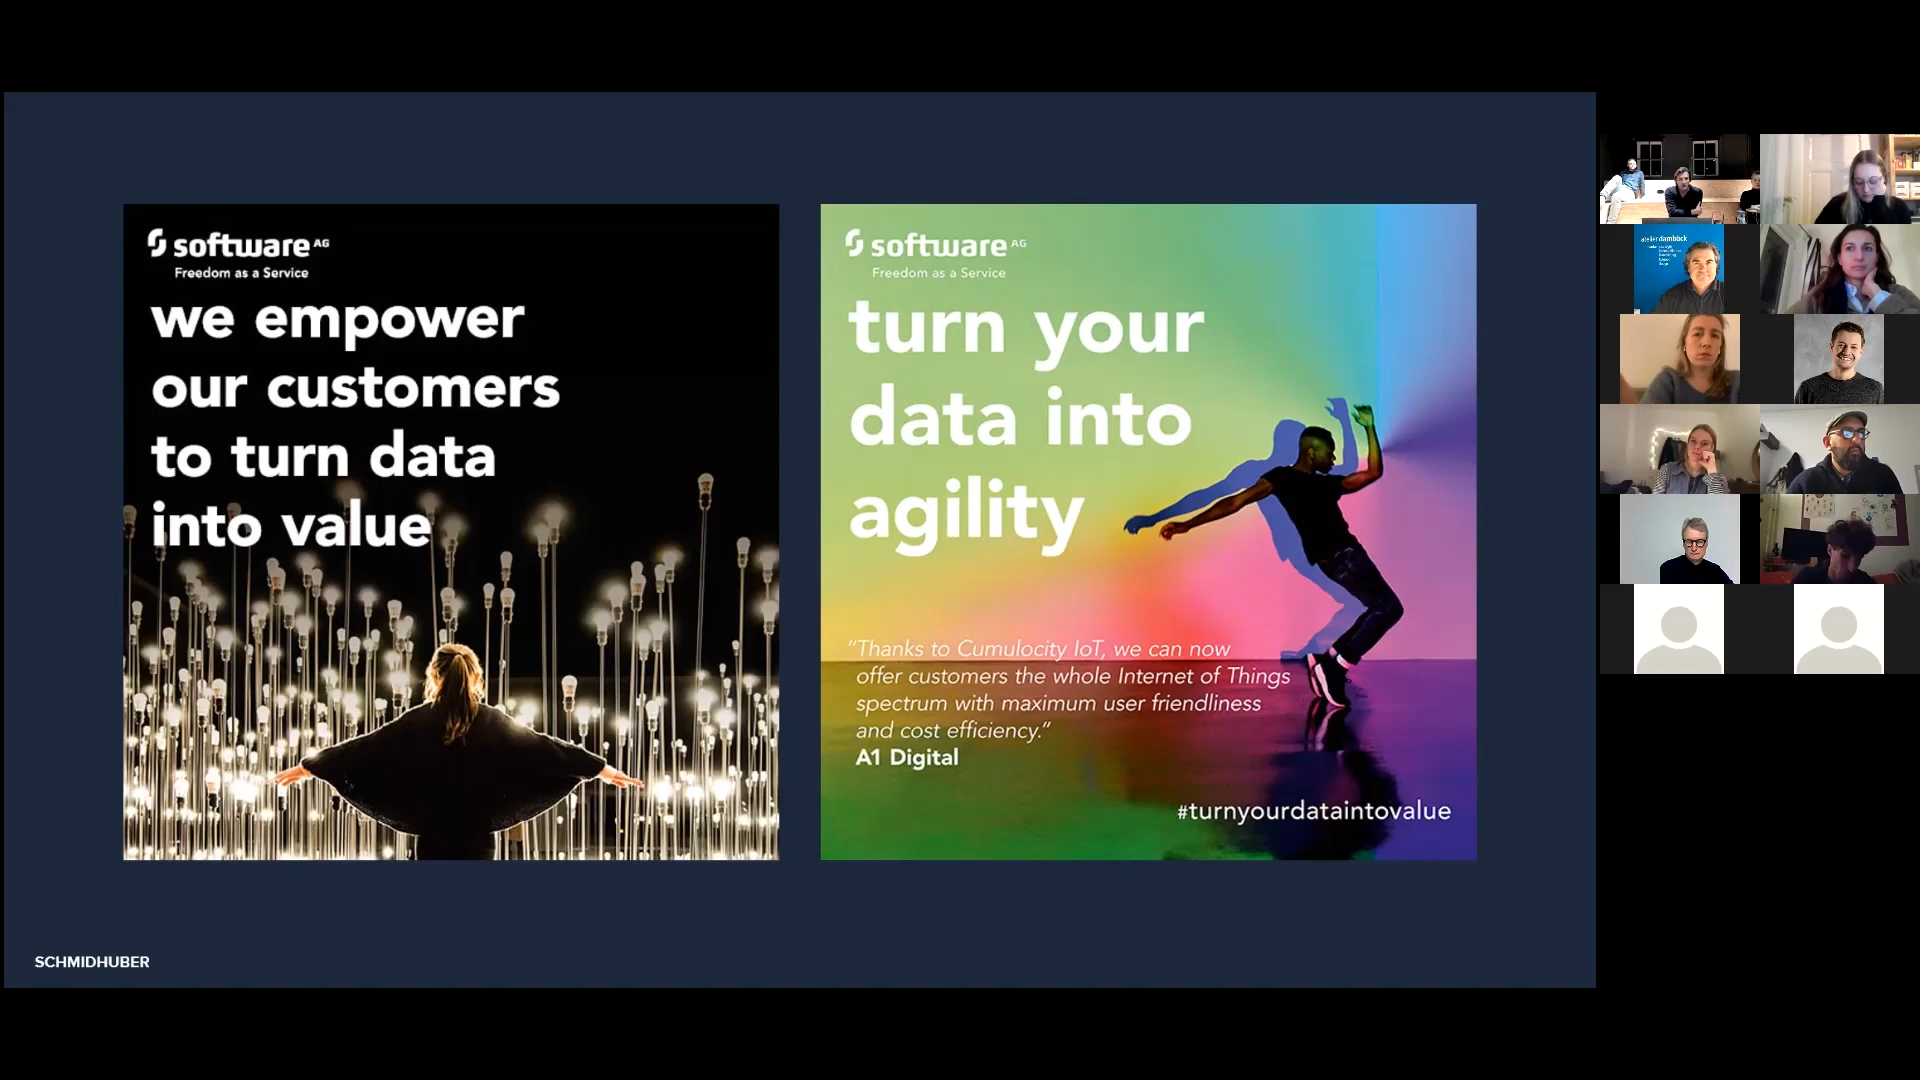 software AG
Freedom as a Service
we empower
our customers
to turn data
into value
software AG
Freedom as a Service
turn your
data into
agility
"Thanks to Cumulocity IoT, we can now
offer customers the whole Internet of Things
spectrum with maximum user friendliness
and cost efficiency."
A1 Digital
#turnyourdataintovalue
SCHMIDHUBER
atelier damböck